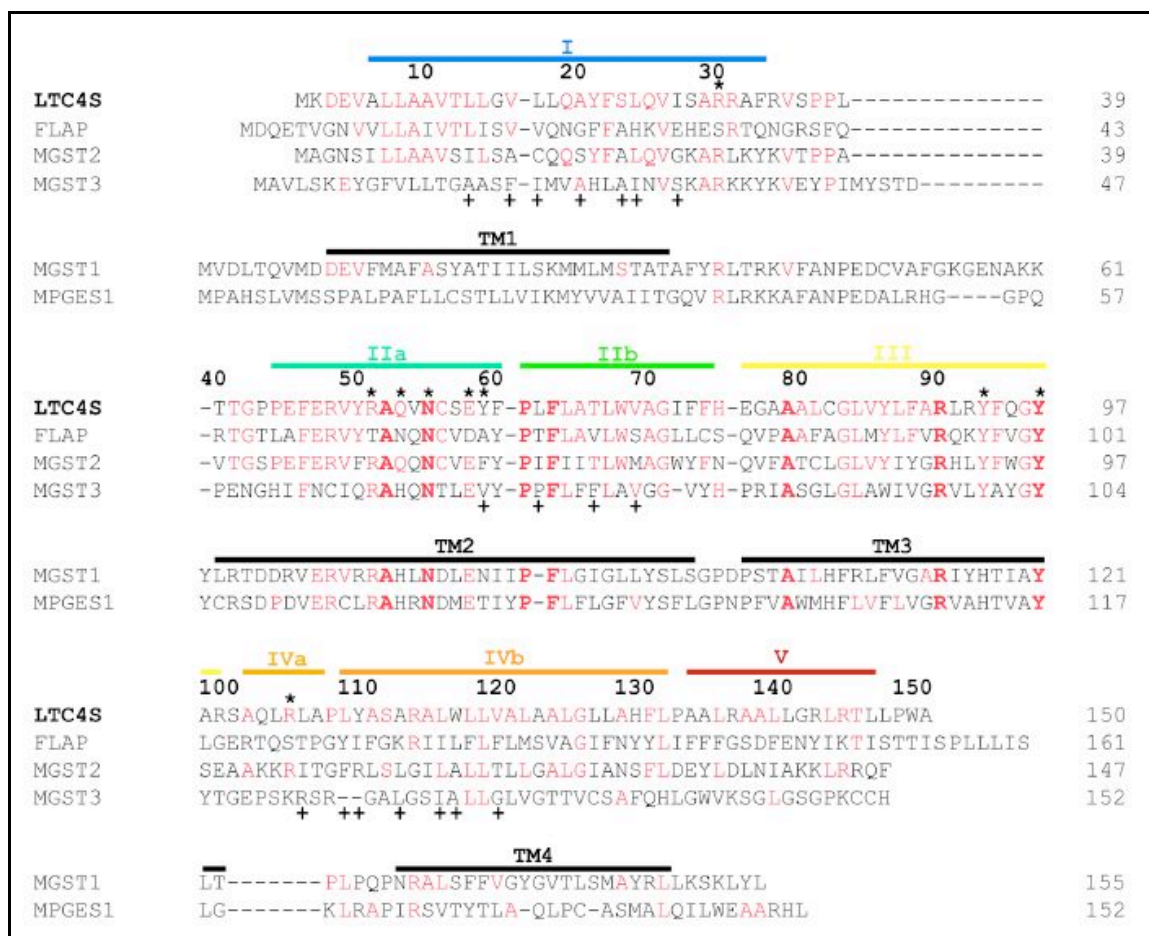 I
10 20 30
*
LTC4S MKDEVALLAAVTLLGV-LLQAYFSLQVISARRAFRVSPPL-------------- 39
FLAP MDQETVGNVVLLAIVTLISV-VQNGFFAHKVEHESRTQNGRSFQ-------------- 43
MGST2 MAGNSILLAAVSILSA-CQQSYFALQVGKARLKYKVTPPA-------------- 39
MGST3 MAVLSKEYGFVLLTGAASF-IMVAHLAINVSKARKKYKVEYPIMYSTD--------- 47
+ + + + + + +
TM1
MGST1 MVDLTQVMDDEVFMAFASYATIILSKMMLMSTATAFYRLTRKVFANPEDCVAFGKGENAKK 61
MPGES1 MPAHSLVMSSPALPAFLLCSTLLVIKMYVVAIITGQVRLRKKAFANPEDALRHG----GPQ 57
IIa IIb III
40 50 60 70 80 90
* * * * * * *
LTC4S -TTGPPEFERVYRAQVNCSEYF-PLFLATLWVAGIFFH-EGAAALCGLVYLFARLRYFQGY 97
FLAP -RTGTLAFERVYTANQNCVDAY-PTFLAVLWSAGLLCS-QVPAAFAGLMYLFVRQKYFVGY 101
MGST2 -VTGSPEFERVFRAQQNCVEFY-PIFIITLWMAGWYFN-QVFATCLGLVYIYGRHLYFWGY 97
MGST3 -PENGHIFNCIQRAHQNTLEVY-PPFLFFLAVGG-VYH-PRIASGLGLAWIVGRVLYAYGY 104
+ + + +
TM2 TM3
MGST1 YLRTDDRVERVRRAHLNDLENIIP-FLGIGLLYSLSGPDPSTAILHFRLFVGARIYHTIAY 121
MPGES1 YCRSDPDVERCLRAHRNDMETIYP-FLFLGFVYSFLGPNPFVAWMHFLVFLVGRVAHTVAY 117
IVa IVb V
100 110 120 130 140 150
*
LTC4S ARSAQLRLAPLYASARALWLLVALAALGLLAHFLPAALRAALLGRLRTLLPWA 150
FLAP LGERTQSTPGYIFGKRIILFLFLMSVAGIFNYYLIFFFGSDFENYIKTISTTISPLLLIS 161
MGST2 SEAAKKRITGFRLSLGILALLTLLGALGIANSFLDEYLDLNIAKKLRRQF 147
MGST3 YTGEPSKRSR--GALGSIALLGLVGTTVCSAFQHLGWVKSGLGSGPKCCH 152
+ + + + + + +
TM4
MGST1 LT-------PLPQPNRALSFFVGYGVTLSMAYRLLKSKLYL 155
MPGES1 LG-------KLRAPIRSVTYTLA-QLPC-ASMALQILWEAARHL 152